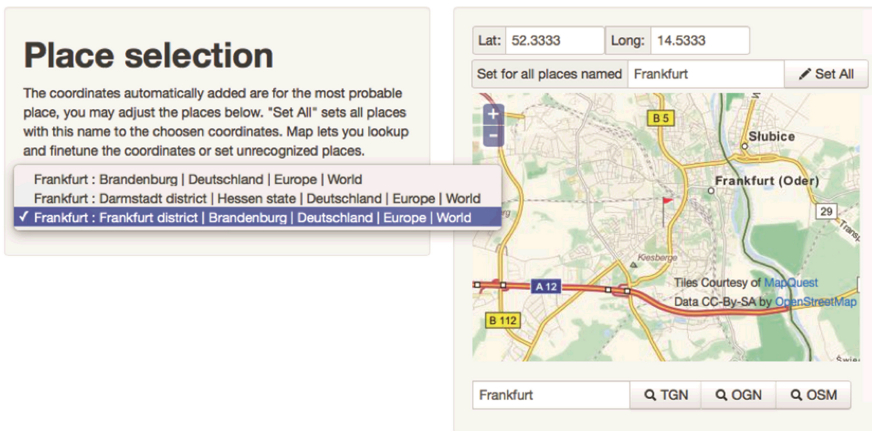 Place selection
The coordinates automatically added are for the most probable
place, you may adjust the places below. "Set All" sets all places
with this name to the choosen coordinates. Map lets you lookup
and finetune the coordinates or set unrecognized places.
Frankfurt : Brandenburg | Deutschland | Europe | World
Frankfurt : Darmstadt district | Hessen state | Deutschland | Europe | World
✓ Frankfurt : Frankfurt district | Brandenburg | Deutschland | Europe | World
Lat: 52.3333 Long: 14.5333
Set for all places named Frankfurt Set All
+
−
B 5
Słubice
Frankfurt (Oder)
29
Kiesberge
Tiles Courtesy of MapQuest
A 12
Data CC-By-SA by OpenStreetMap
B 112
Frankfurt TGN OGN OSM